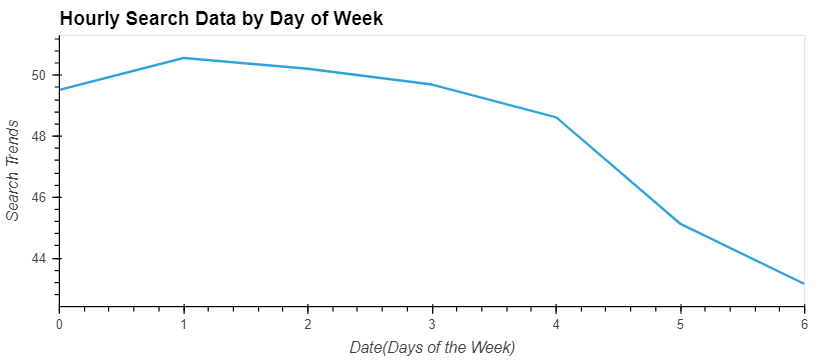 Hourly Search Data by Day of Week
50
48
46
44
Search Trends
0 1 2 3 4 5 6
Date(Days of the Week)